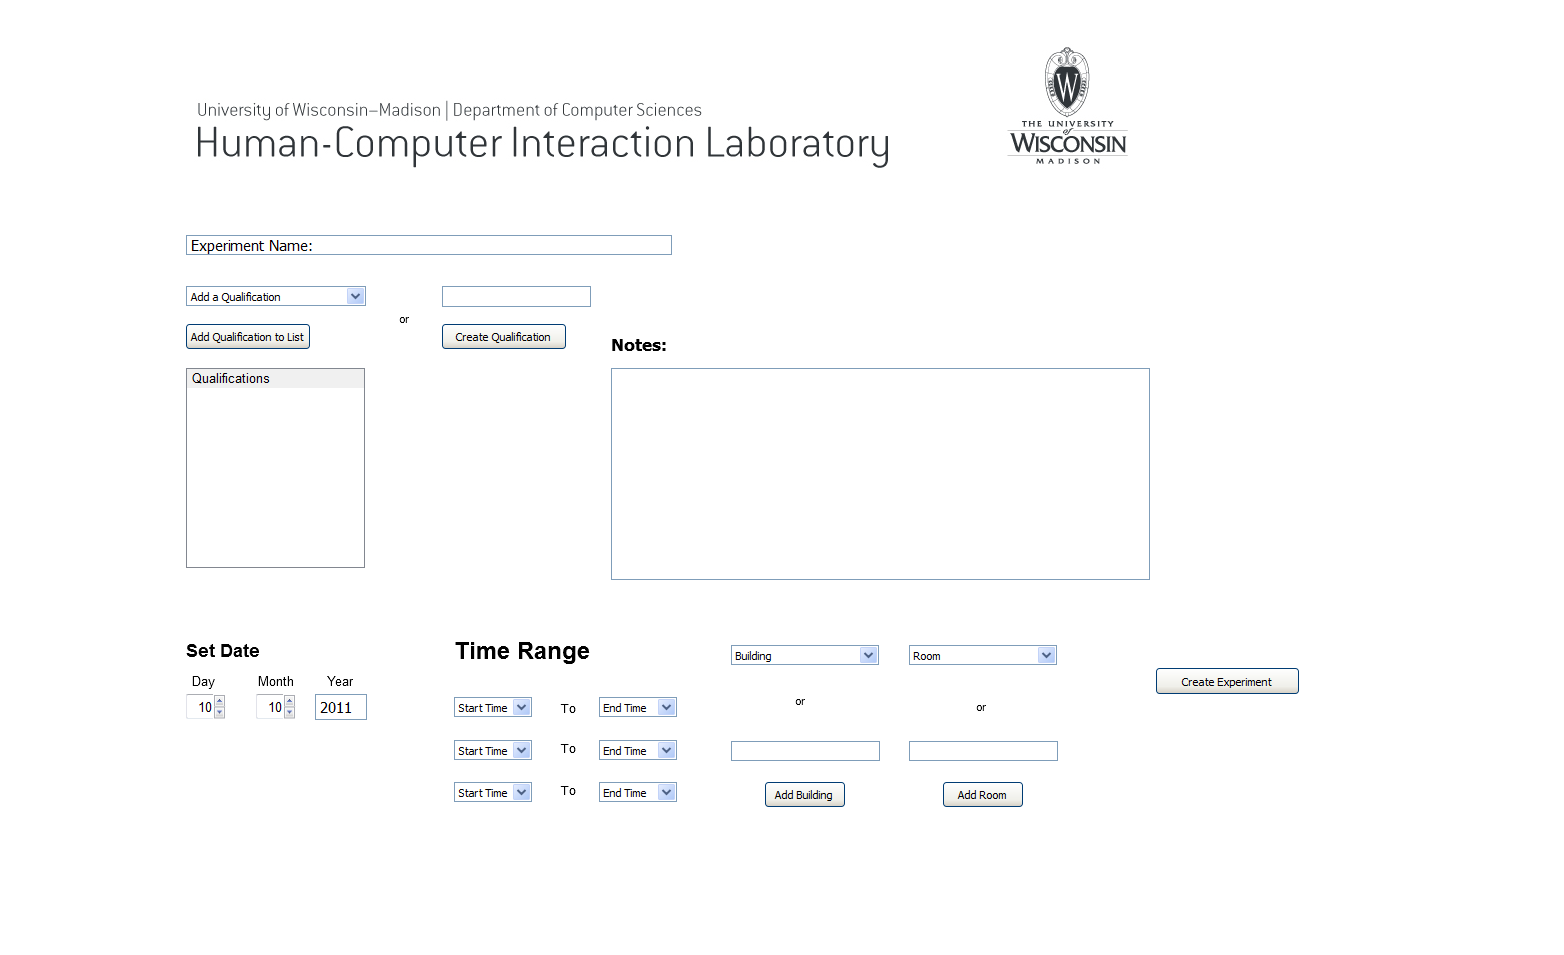 University of Wisconsin–Madison | Department of Computer Sciences
Human-Computer Interaction Laboratory
THE UNIVERSITY
of
WISCONSIN
MADISON
W
Experiment Name:
Add a Qualification
or
Add Qualification to List
Create Qualification
Notes:
Qualifications
Set Date
Day Month Year
10 10 2011
Time Range
Start Time To End Time
Start Time To End Time
Start Time To End Time
Building
or
Add Building
Room
or
Add Room
Create Experiment